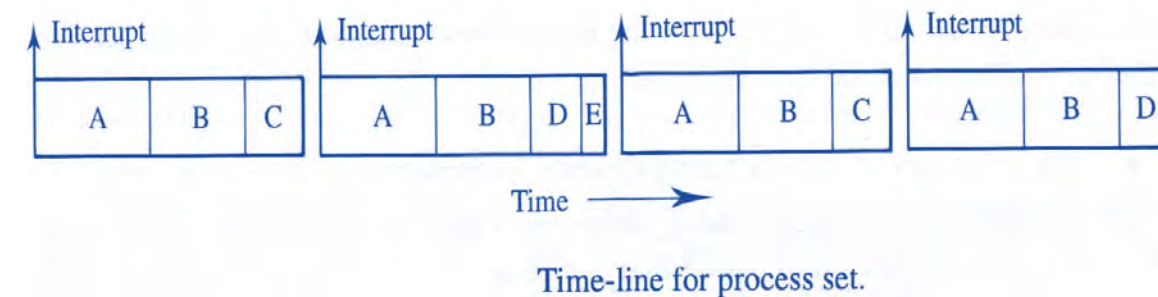 Interrupt Interrupt Interrupt Interrupt
A B C A B D E A B C A B D
Time
Time-line for process set.